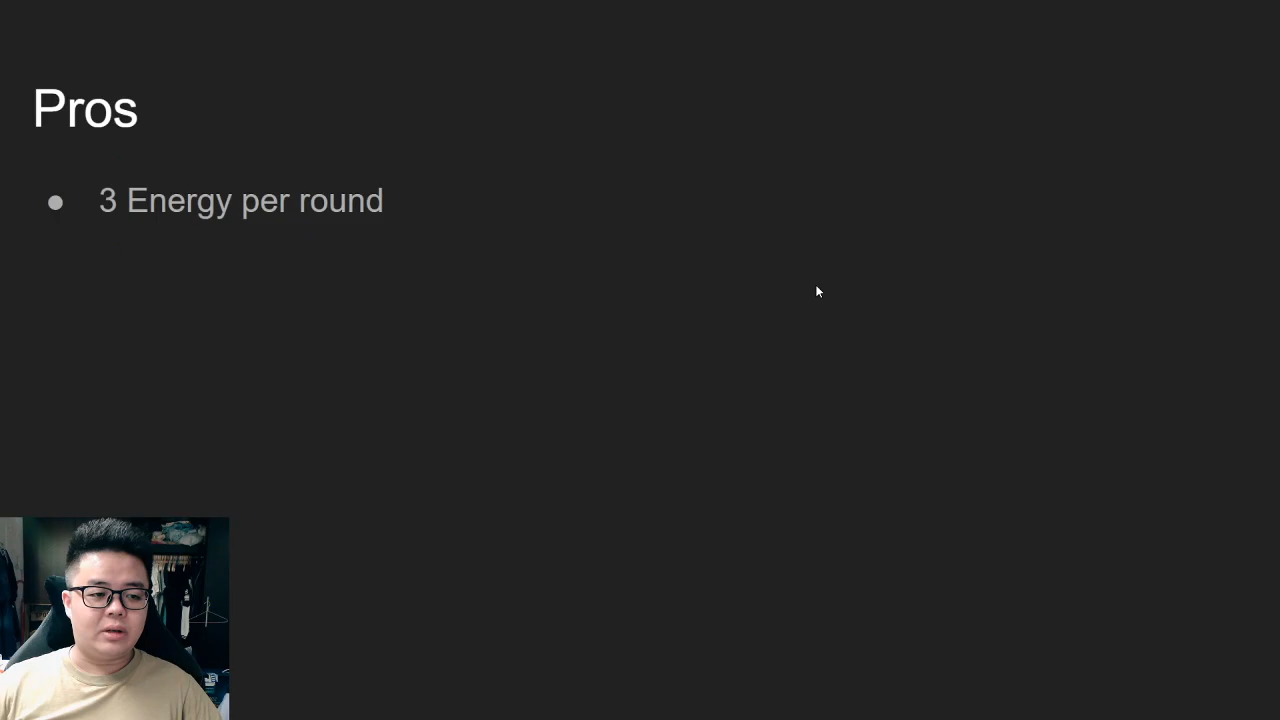 Pros
● 3 Energy per round